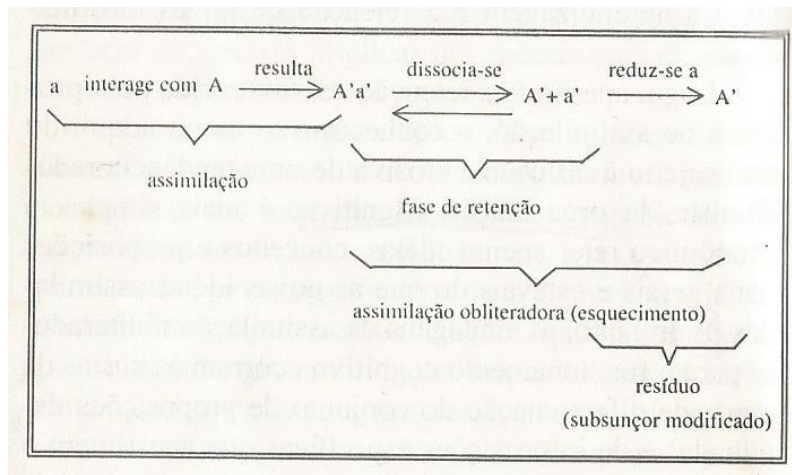 resulta dissocia-se reduz-se a
a interage com A A'a' A'+ a' A'
assimilação
fase de retenção
assimilação obliteradora (esquecimento)
resíduo
(subsunçor modificado)